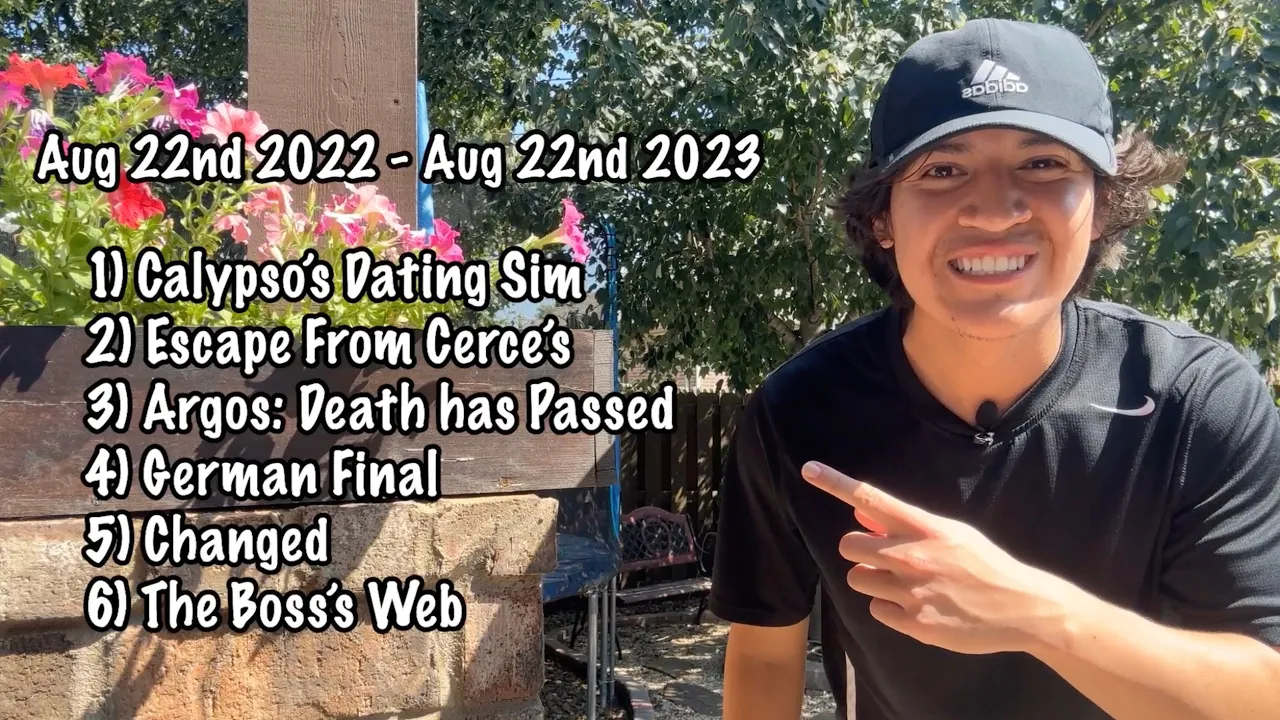 adidas
Aug 22nd 2022 - Aug 22nd 2023
1) Calypso's Dating Sim
2) Escape From Cerce's
3) Argos: Death has Passed
4) German Final
5) Changed
6) The Boss's Web